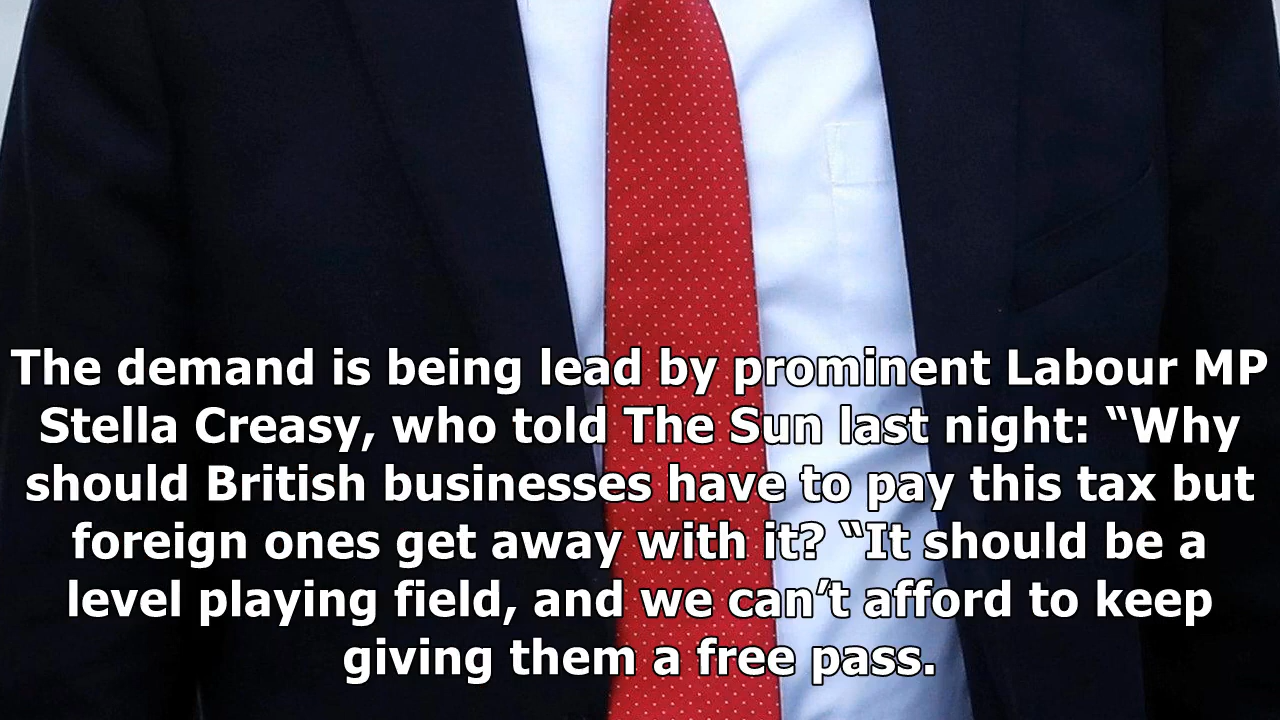 The demand is being lead by prominent Labour MP
Stella Creasy, who told The Sun last night: “Why
should British businesses have to pay this tax but
foreign ones get away with it? “It should be a
level playing field, and we can’t afford to keep
giving them a free pass.